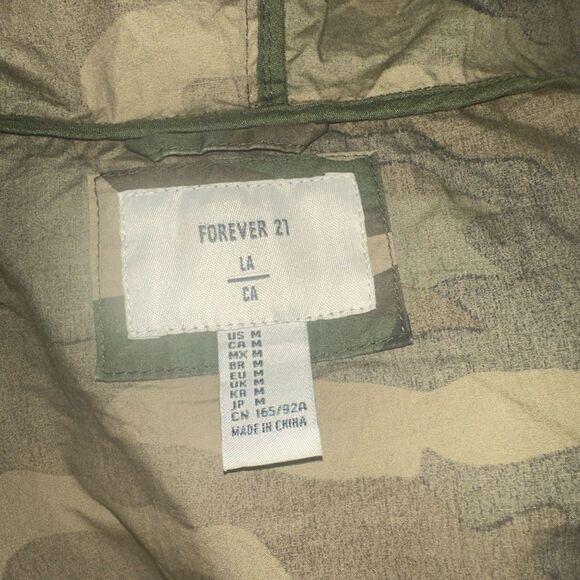 FOREVER 21
LA
CA
US M
CA M
MX M
BR M
EU M
UK M
KR M
JP M
CN 165/92A
MADE IN CHINA